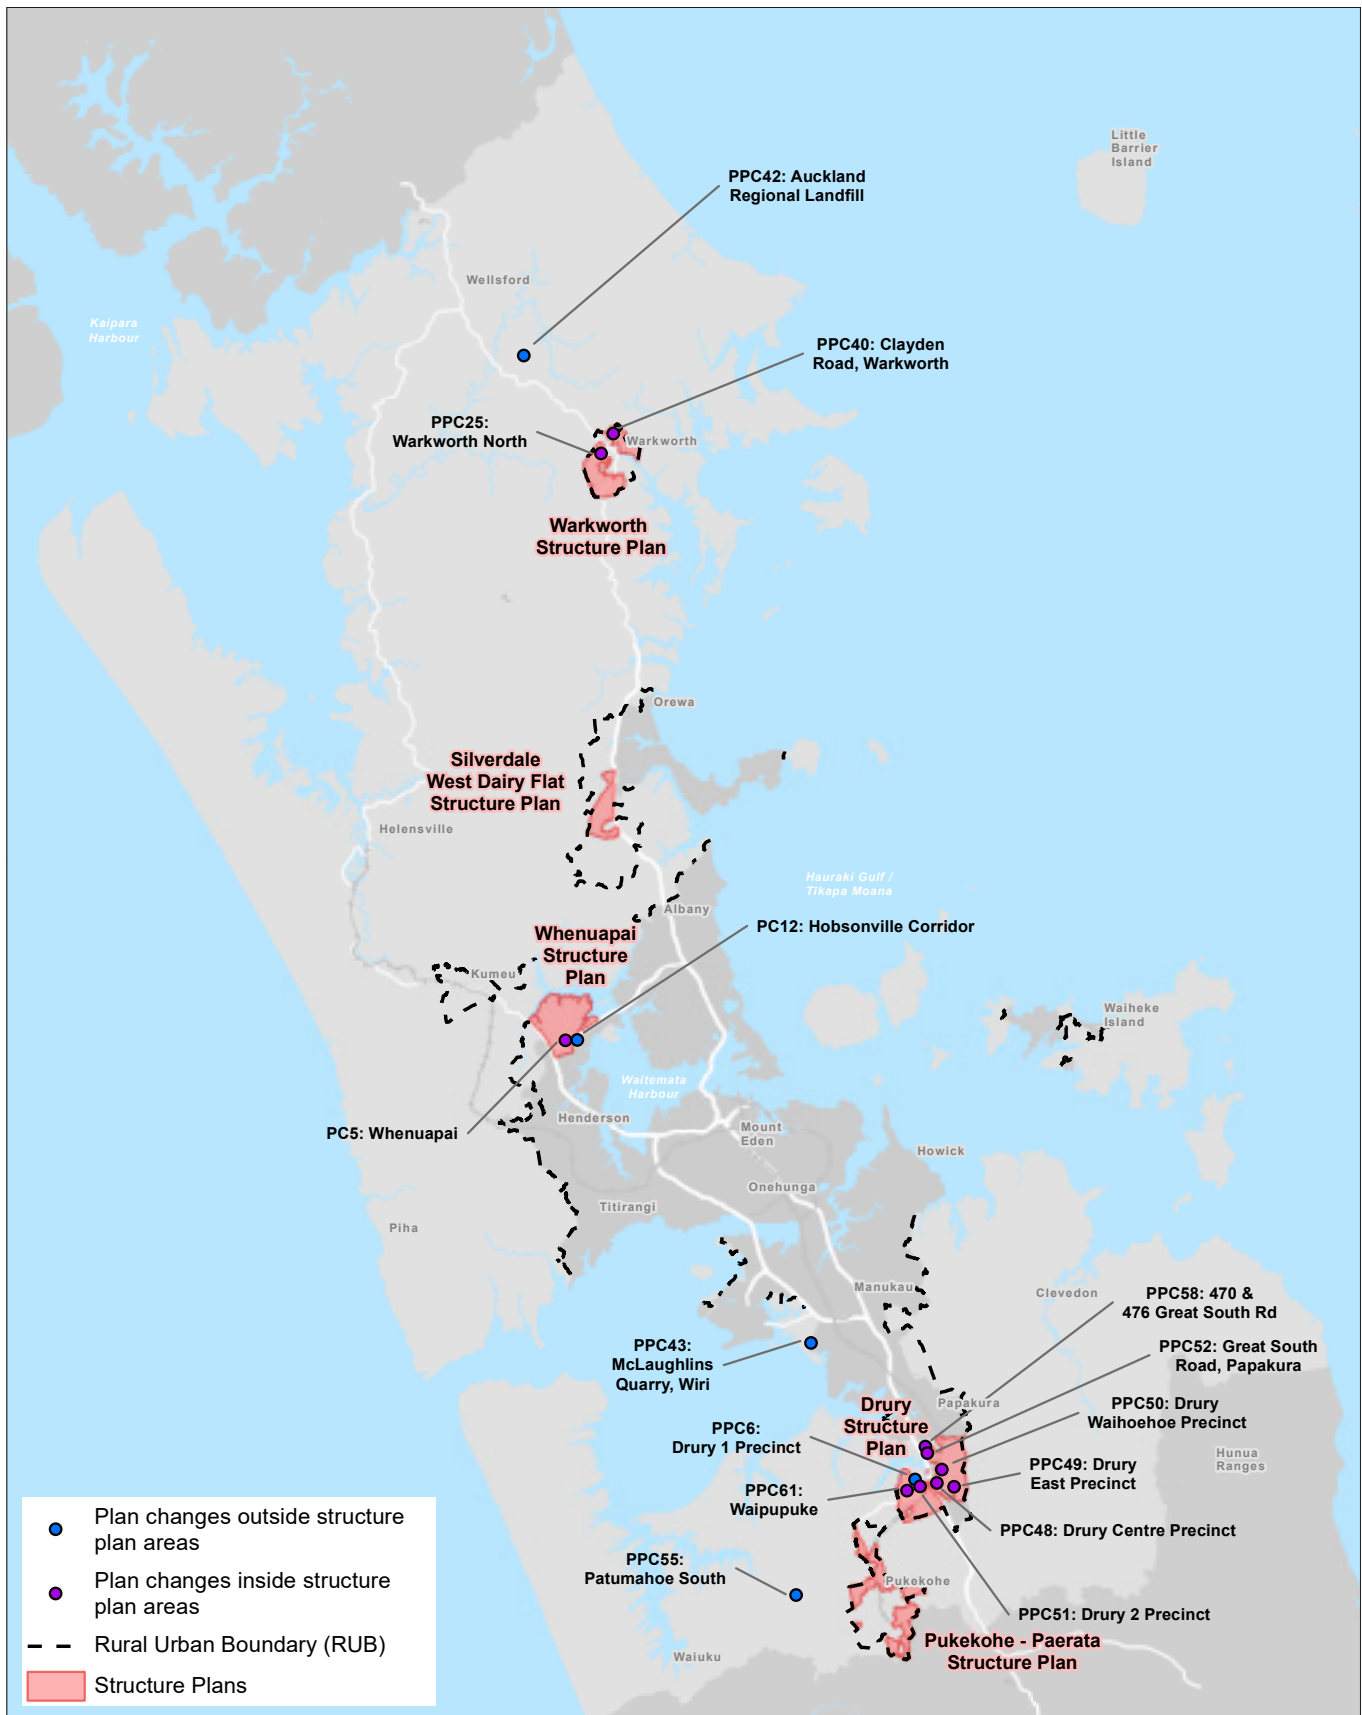 Little
Barrier
Island
PPC42: Auckland
Regional Landfill
Wellsford
Kaipara
Harbour
PPC40: Clayden
Road, Warkworth
PPC25:
Warkworth North
Warkworth
Warkworth
Structure Plan
Orewa
Silverdale
West Dairy Flat
Structure Plan
Helensville
Hauraki Gulf /
Tikapa Moana
Albany
PC12: Hobsonville Corridor
Whenuapai
Structure
Plan
Kumeu
Waiheke
Island
Waitemata
Harbour
Henderson
PC5: Whenuapai
Mount
Eden
Howick
Onehunga
Titirangi
Piha
Manukau
Clevedon
PPC58: 470 &
476 Great South Rd
PPC43:
McLaughlins
Quarry, Wiri
PPC52: Great South
Road, Papakura
Papakura
Drury
Structure
Plan
PPC50: Drury
Waihoehoe Precinct
PPC6:
Drury 1 Precinct
Hunua
Ranges
PPC49: Drury
East Precinct
PPC61:
Waipupuke
PPC48: Drury Centre Precinct
PPC55:
Patumahoe South
Pukekohe
PPC51: Drury 2 Precinct
Pukekohe - Paerata
Structure Plan
Waiuku
Plan changes outside structure
plan areas
Plan changes inside structure
plan areas
Rural Urban Boundary (RUB)
Structure Plans